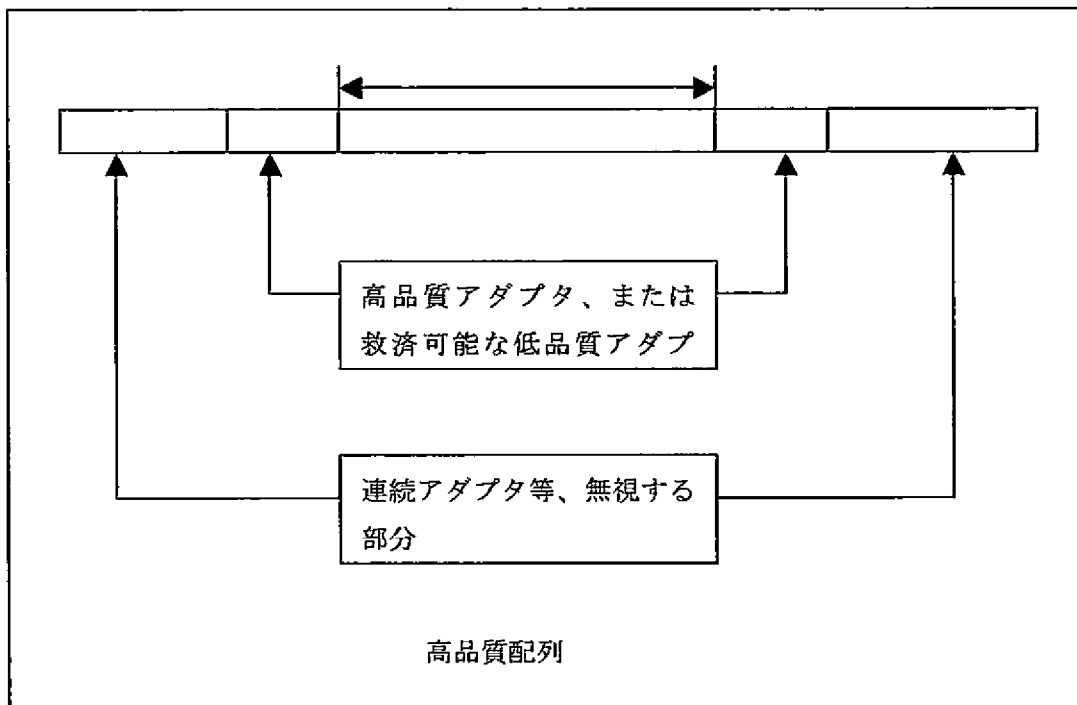 高品質アダプタ、または
救済可能な低品質アダプ
連続アダプタ等、無視する
部分
高品質配列